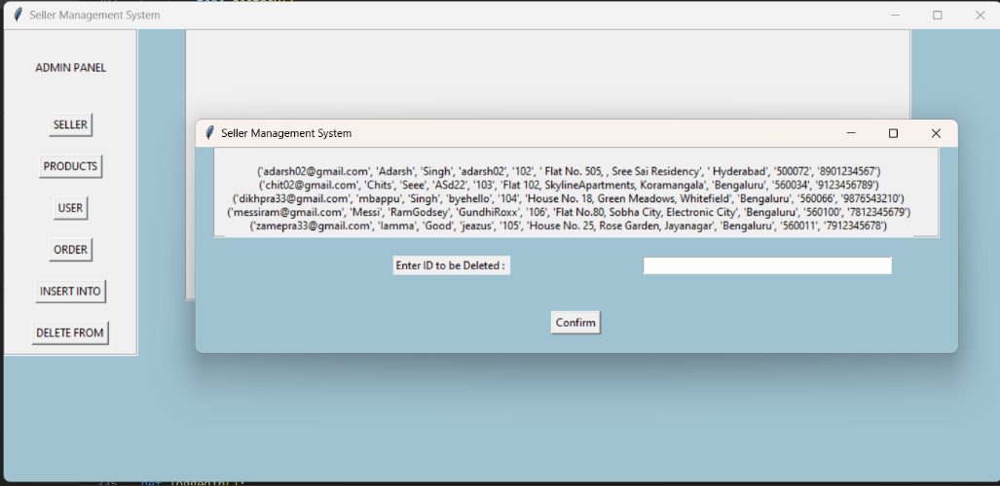 Seller Management System
ADMIN PANEL
SELLER
PRODUCTS
USER
ORDER
INSERT INTO
DELETE FROM
Seller Management System
('adarsh02@gmail.com', 'Adarsh', 'Singh', 'adarsh02', '102', ' Flat No. 505, , Sree Sai Residency', ' Hyderabad', '500072', '8901234567')
('chit02@gmail.com', 'Chits', 'Seee', 'ASd22', '103', 'Flat 102, SkylineApartments, Koramangala', 'Bengaluru', '560034', '9123456789')
('dikhpra33@gmail.com', 'mbappu', 'Singh', 'byehello', '104', 'House No. 18, Green Meadows, Whitefield', 'Bengaluru', '560066', '9876543210')
('messiram@gmail.com', 'Messi', 'RamGodsey', 'GundhiRoxx', '106', 'Flat No.80, Sobha City, Electronic City', 'Bengaluru', '560100', '7812345679')
('zamepra33@gmail.com', 'lamma', 'Good', 'jeazus', '105', 'House No. 25, Rose Garden, Jayanagar', 'Bengaluru', '560011', '7912345678')
Enter ID to be Deleted :
Confirm